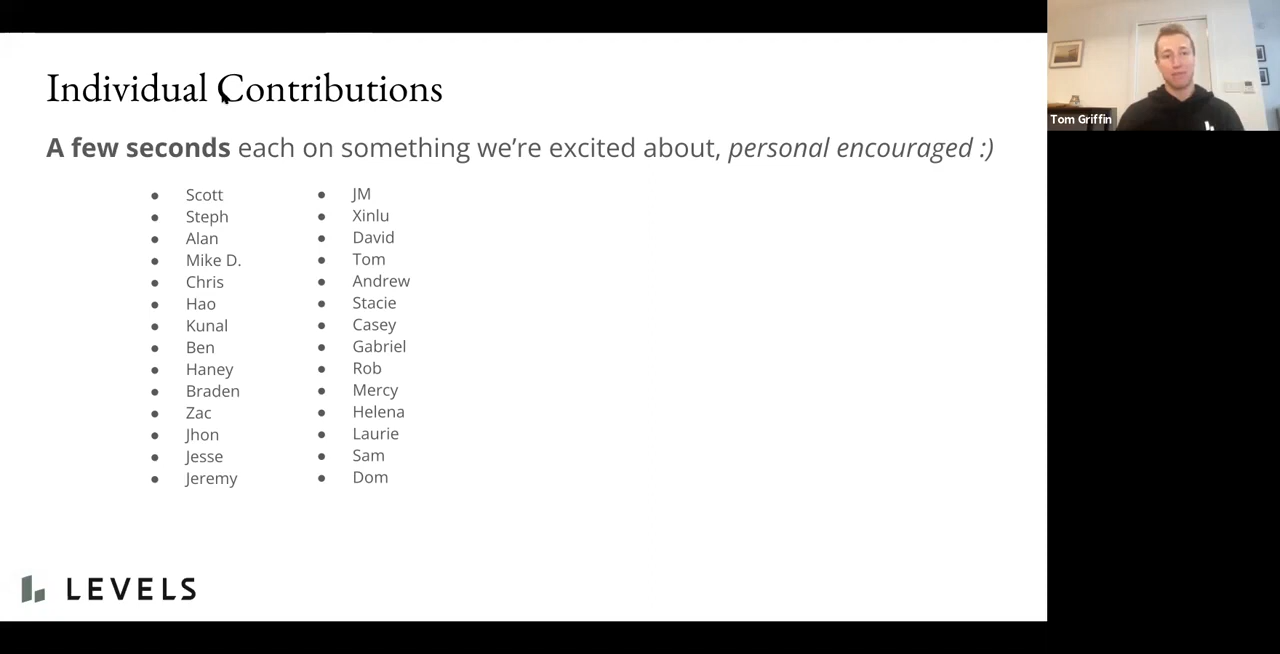 Individual Contributions
A few seconds each on something we're excited about, personal encouraged :)
Scott
Steph
Alan
Mike D.
Chris
Hao
Kunal
Ben
Haney
Braden
Zac
Jhon
Jesse
Jeremy
JM
Xinlu
David
Tom
Andrew
Stacie
Casey
Gabriel
Rob
Mercy
Helena
Laurie
Sam
Dom
LEVELS
Tom Griffin